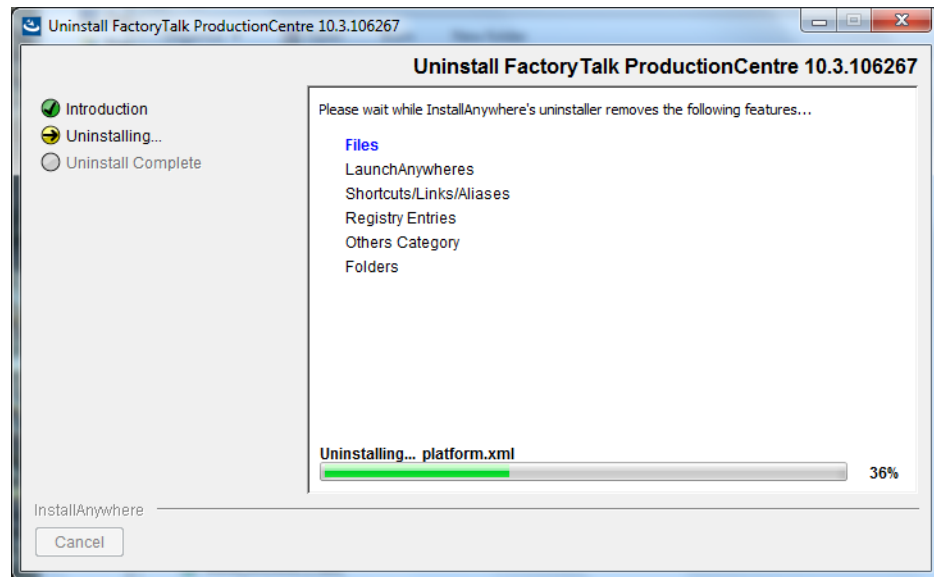 Uninstall FactoryTalk ProductionCentre 10.3.106267
Uninstall FactoryTalk ProductionCentre 10.3.106267
Introduction
Uninstalling...
Uninstall Complete
Please wait while InstallAnywhere's uninstaller removes the following features...
Files
LaunchAnywheres
Shortcuts/Links/Aliases
Registry Entries
Others Category
Folders
Uninstalling... platform.xml
36%
InstallAnywhere
Cancel